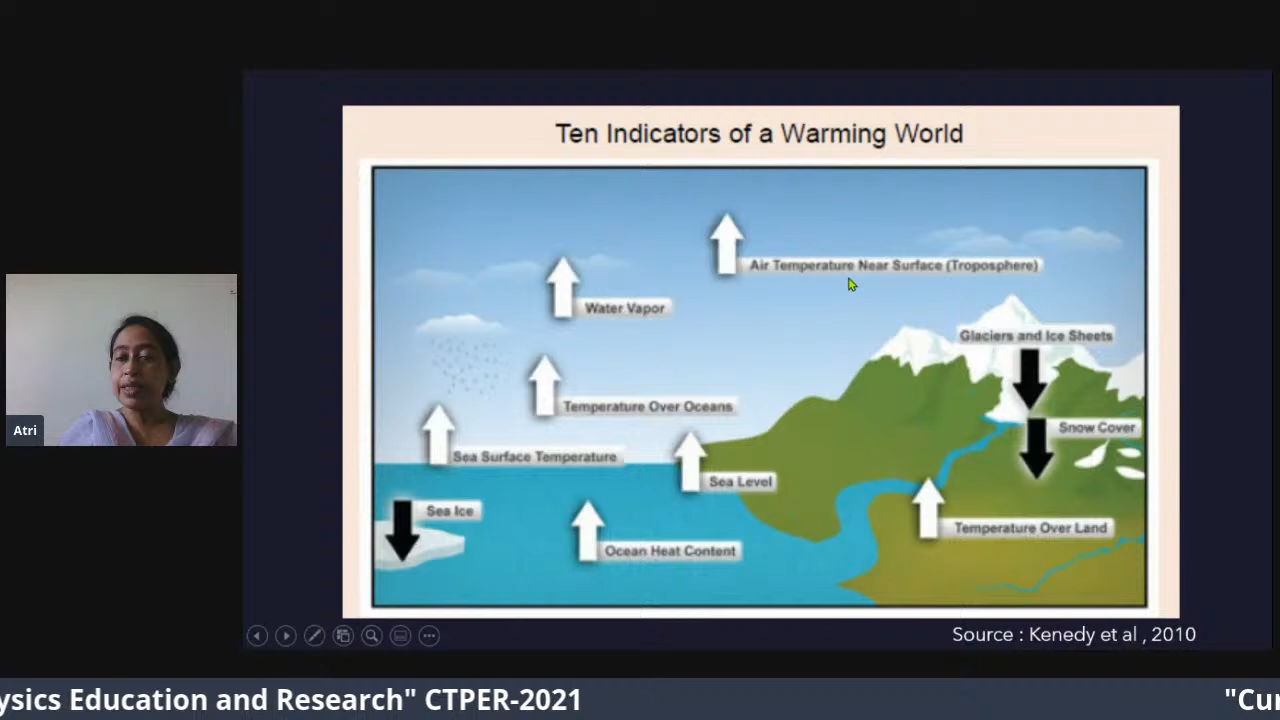 Ten Indicators of a Warming World
Air Temperature Near Surface (Troposphere)
Water Vapor
Glaciers and Ice Sheets
Temperature Over Oceans
Snow Cover
Sea Surface Temperature
Sea Level
Sea Ice
Temperature Over Land
Ocean Heat Content
Atri
Source : Kenedy et al , 2010
ysics Education and Research" CTPER-2021 "Cur